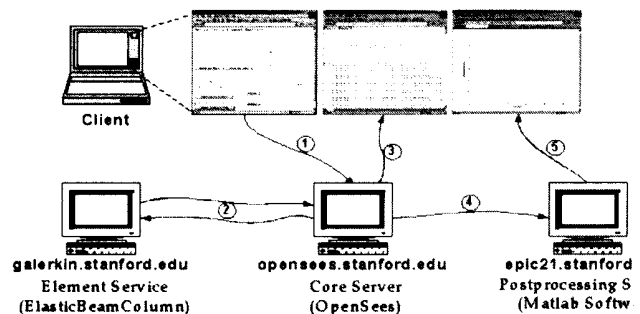 Client
1
3
5
2
4
galerkin.stanford.edu
opensees.stanford.edu
epic21.stanford
Element Service
Core Server
Postprocessing S
(ElasticBeamColumn)
(OpenSees)
(Matlab Softw